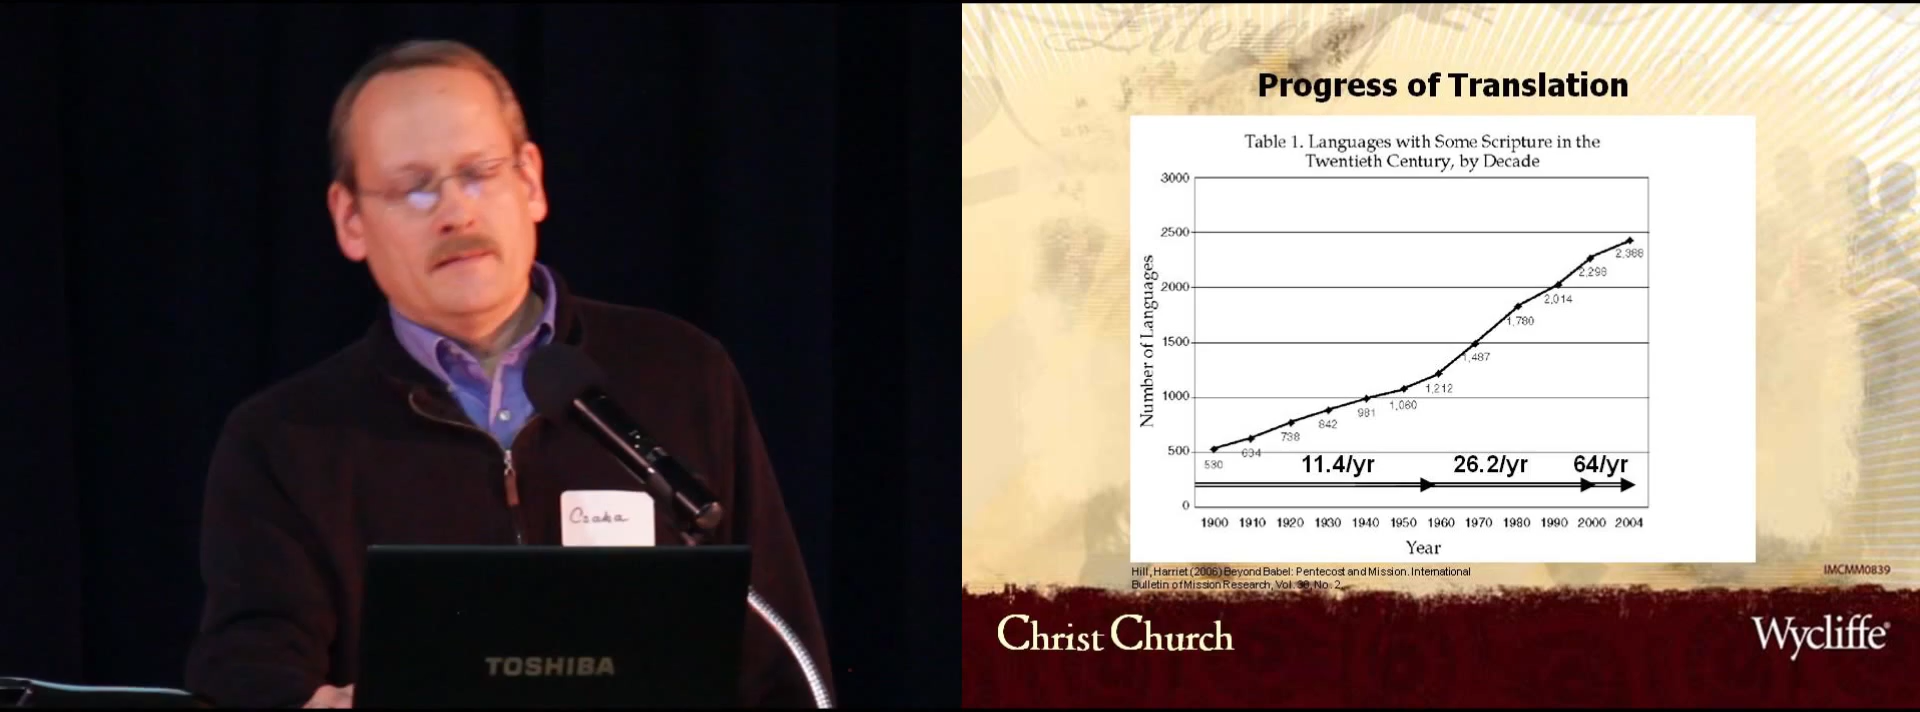 Csaba
TOSHIBA
Literacy
Progress of Translation
Table 1. Languages with Some Scripture in the
Twentieth Century, by Decade
Number of Languages
3000
2500
2000
1500
1000
500
0
530
634
738
842
981
1,060
1,212
1,487
1,780
2,014
2,298
2,388
11.4/yr
26.2/yr
64/yr
1900 1910 1920 1930 1940 1950 1960 1970 1980 1990 2000 2004
Year
Hill, Harriet (2006) Beyond Babel: Pentecost and Mission. International
Bulletin of Mission Research, Vol. 30, No. 2,
IMCMM0839
Christ Church
Wycliffe